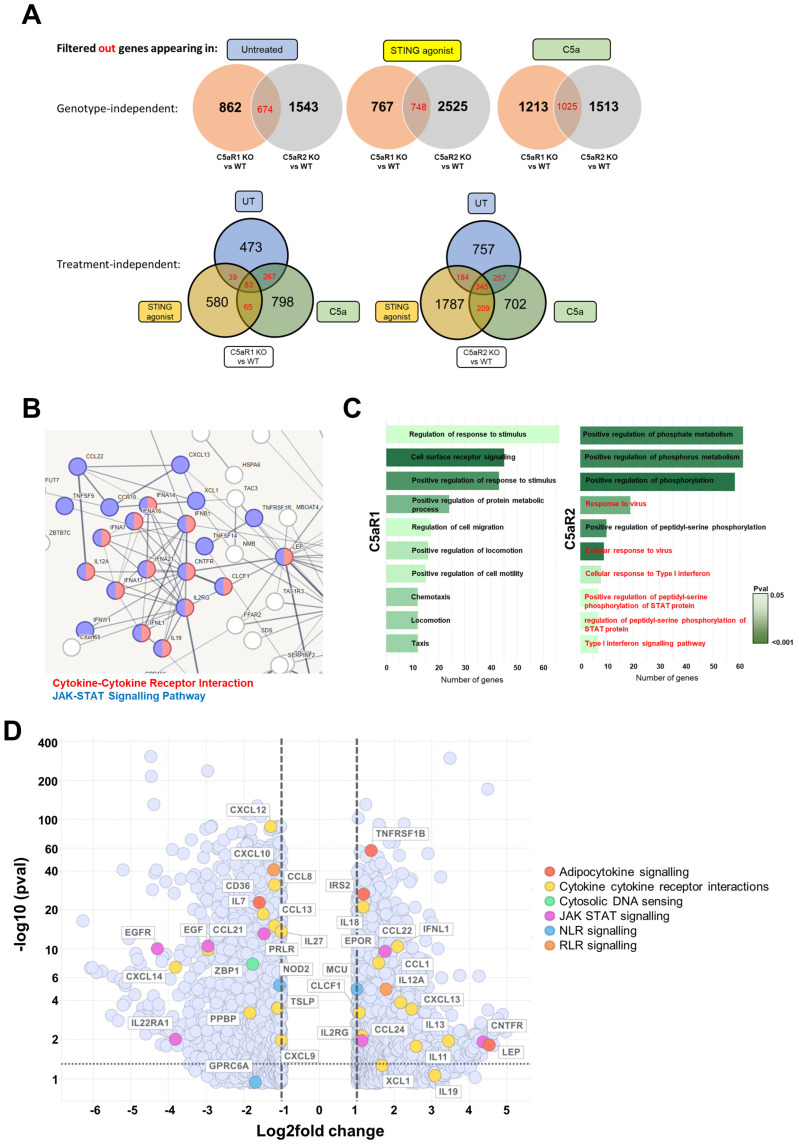 A
Filtered out genes appearing in:
Untreated
STING agonist
C5a
Genotype-independent:
862
674
1543
767
748
2525
1213
1025
1513
C5aR1 KO
vs WT
C5aR2 KO
vs WT
C5aR1 KO
vs WT
C5aR2 KO
vs WT
C5aR1 KO
vs WT
C5aR2 KO
vs WT
UT
UT
Treatment-independent:
473
39
267
63
580
65
798
STING
agonist
C5a
C5aR1 KO
vs WT
757
184
257
345
1787
209
702
STING
agonist
C5a
C5aR2 KO
vs WT
B
CCL22
CXCL13
HSPA6
FUT7
TNFSF9
CCR10
IFNA14
XCL1
TAC3
IFNA16
IFNB1
TNFRSF1B
MBOAT4
ZBTB7C
IFNA7
TNFSF14
LEP
NMB
IL12A
IFNA21
CNTFR
IFNA17
CLCF1
TAS1R3
IL2RG
IFNW1
IFNL1
FFAR2
CXorf65
IL19
SDS
SERPINF2
Cytokine-Cytokine Receptor Interaction
JAK-STAT Signalling Pathway
C
C5aR1
Regulation of response to stimulus
Cell surface receptor signalling
Positive regulation of response to stimulus
Positive regulation of protein metabolic
process
Regulation of cell migration
Positive regulation of locomotion
Positive regulation of cell motility
Chemotaxis
Locomotion
Taxis
0 10 20 30 40 50 60
Number of genes
C5aR2
Positive regulation of phosphate metabolism
Positive regulation of phosphorus metabolism
Positive regulation of phosphorylation
Response to virus
Positive regulation of peptidyl-serine phosphorylation
Cellular response to virus
Cellular response to Type I interferon
Positive regulation of peptidyl-serine
phosphorylation of STAT protein
regulation of peptidyl-serine phosphorylation of
STAT protein
Type I interferon signalling pathway
0 10 20 30 40 50 60
Number of genes
Pval
0.05
<0.001
D
-log10 (pval)
400
200
100
60
40
20
10
6
4
2
1
CXCL12
TNFRSF1B
CXCL10
CCL8
IRS2
CD36
IL7
CCL13
IL18
CCL22
IFNL1
EGFR
EGF
CCL21
IL27
EPOR
PRLR
CXCL14
ZBP1
NOD2
MCU
CCL1
CLCF1
IL12A
CXCL13
TSLP
IL22RA1
PPBP
IL2RG
CCL24
IL13
CNTFR
LEP
GPRC6A
CXCL9
IL11
XCL1
IL19
-6 -5 -4 -3 -2 -1 0 1 2 3 4 5
Log2fold change
Adipocytokine signalling
Cytokine cytokine receptor interactions
Cytosolic DNA sensing
JAK STAT signalling
NLR signalling
RLR signalling